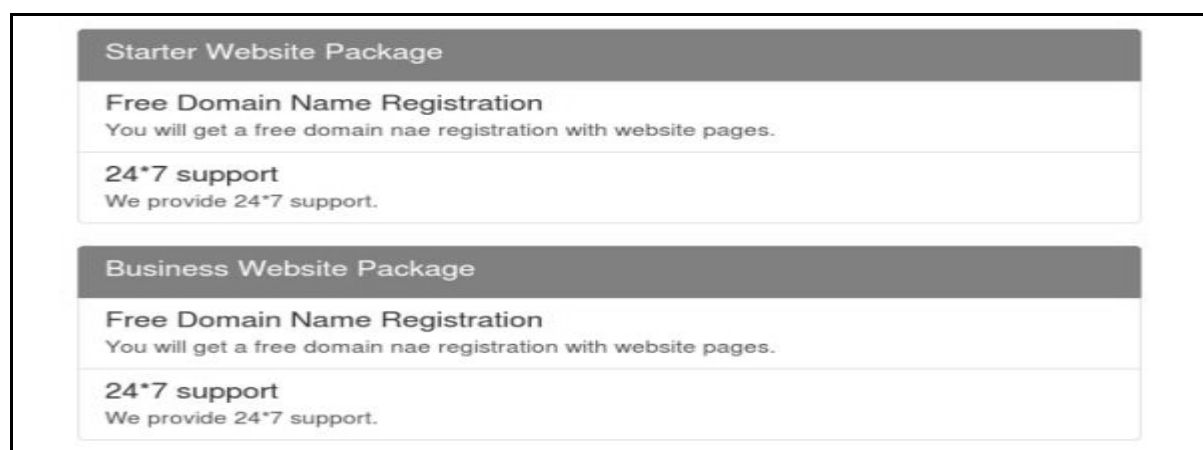 Starter Website Package
Free Domain Name Registration
You will get a free domain nae registration with website pages.
24*7 support
We provide 24*7 support.
Business Website Package
Free Domain Name Registration
You will get a free domain nae registration with website pages.
24*7 support
We provide 24*7 support.